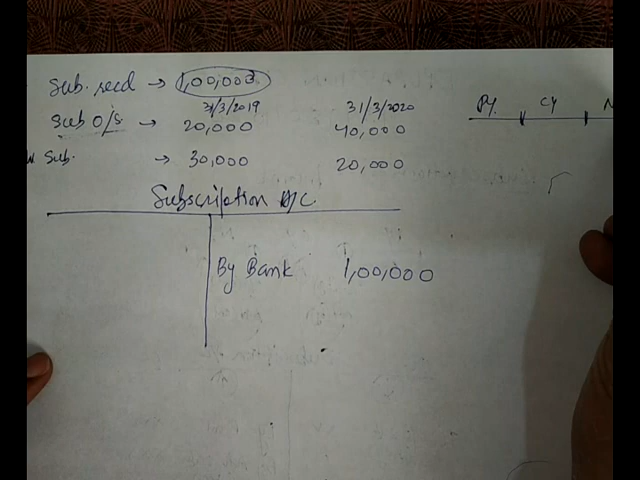 Sub. recd → 1,00,000
31/3/2019 31/3/2020
Sub O/s. → 20,000 40,000
Sub. → 30,000 20,000
PY. CY N
Subscription A/C.
By Bank 1,00,000